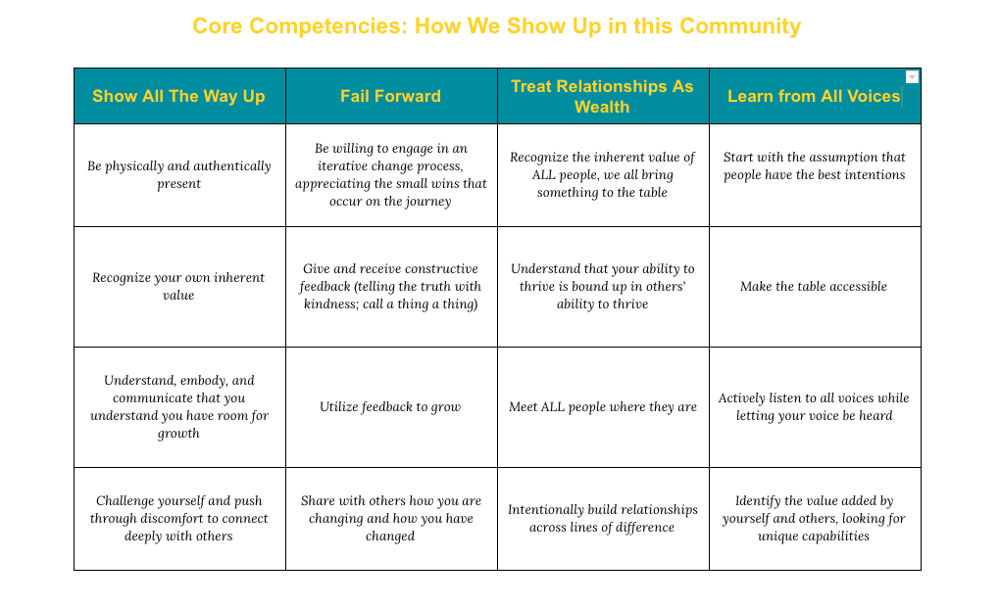 Core Competencies: How We Show Up in this Community
Show All The Way Up
Fail Forward
Treat Relationships As
Wealth
Learn from All Voices
Be physically and authentically
present
Be willing to engage in an
iterative change process,
appreciating the small wins that
occur on the journey
Recognize the inherent value of
ALL people, we all bring
something to the table
Start with the assumption that
people have the best intentions
Recognize your own inherent
value
Give and receive constructive
feedback (telling the truth with
kindness; call a thing a thing)
Understand that your ability to
thrive is bound up in others'
ability to thrive
Make the table accessible
Understand, embody, and
communicate that you
understand you have room for
growth
Utilize feedback to grow
Meet ALL people where they are
Actively listen to all voices while
letting your voice be heard
Challenge yourself and push
through discomfort to connect
deeply with others
Share with others how you are
changing and how you have
changed
Intentionally build relationships
across lines of difference
Identify the value added by
yourself and others, looking for
unique capabilities